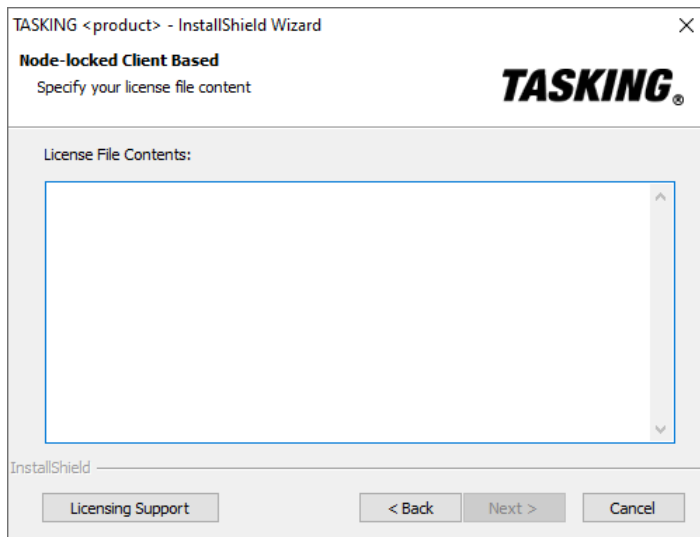 TASKING <product> - InstallShield Wizard
Node-locked Client Based
Specify your license file content
TASKING®
License File Contents:
InstallShield
Licensing Support
< Back
Next >
Cancel